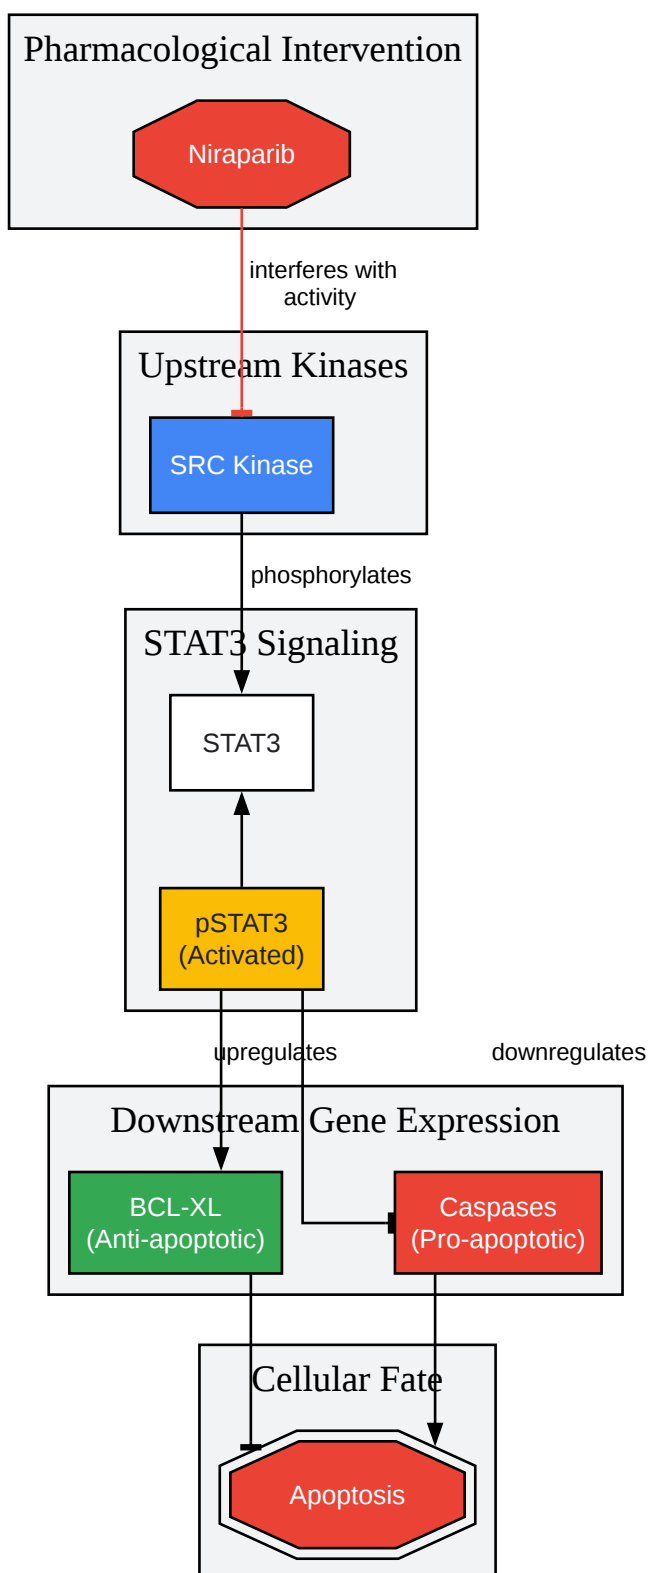 Pharmacological Intervention
Niraparib
interferes with
activity
Upstream Kinases
SRC Kinase
phosphorylates
STAT3 Signaling
STAT3
pSTAT3
(Activated)
upregulates
downregulates
Downstream Gene Expression
BCL-XL
(Anti-apoptotic)
Caspases
(Pro-apoptotic)
Cellular Fate
Apoptosis